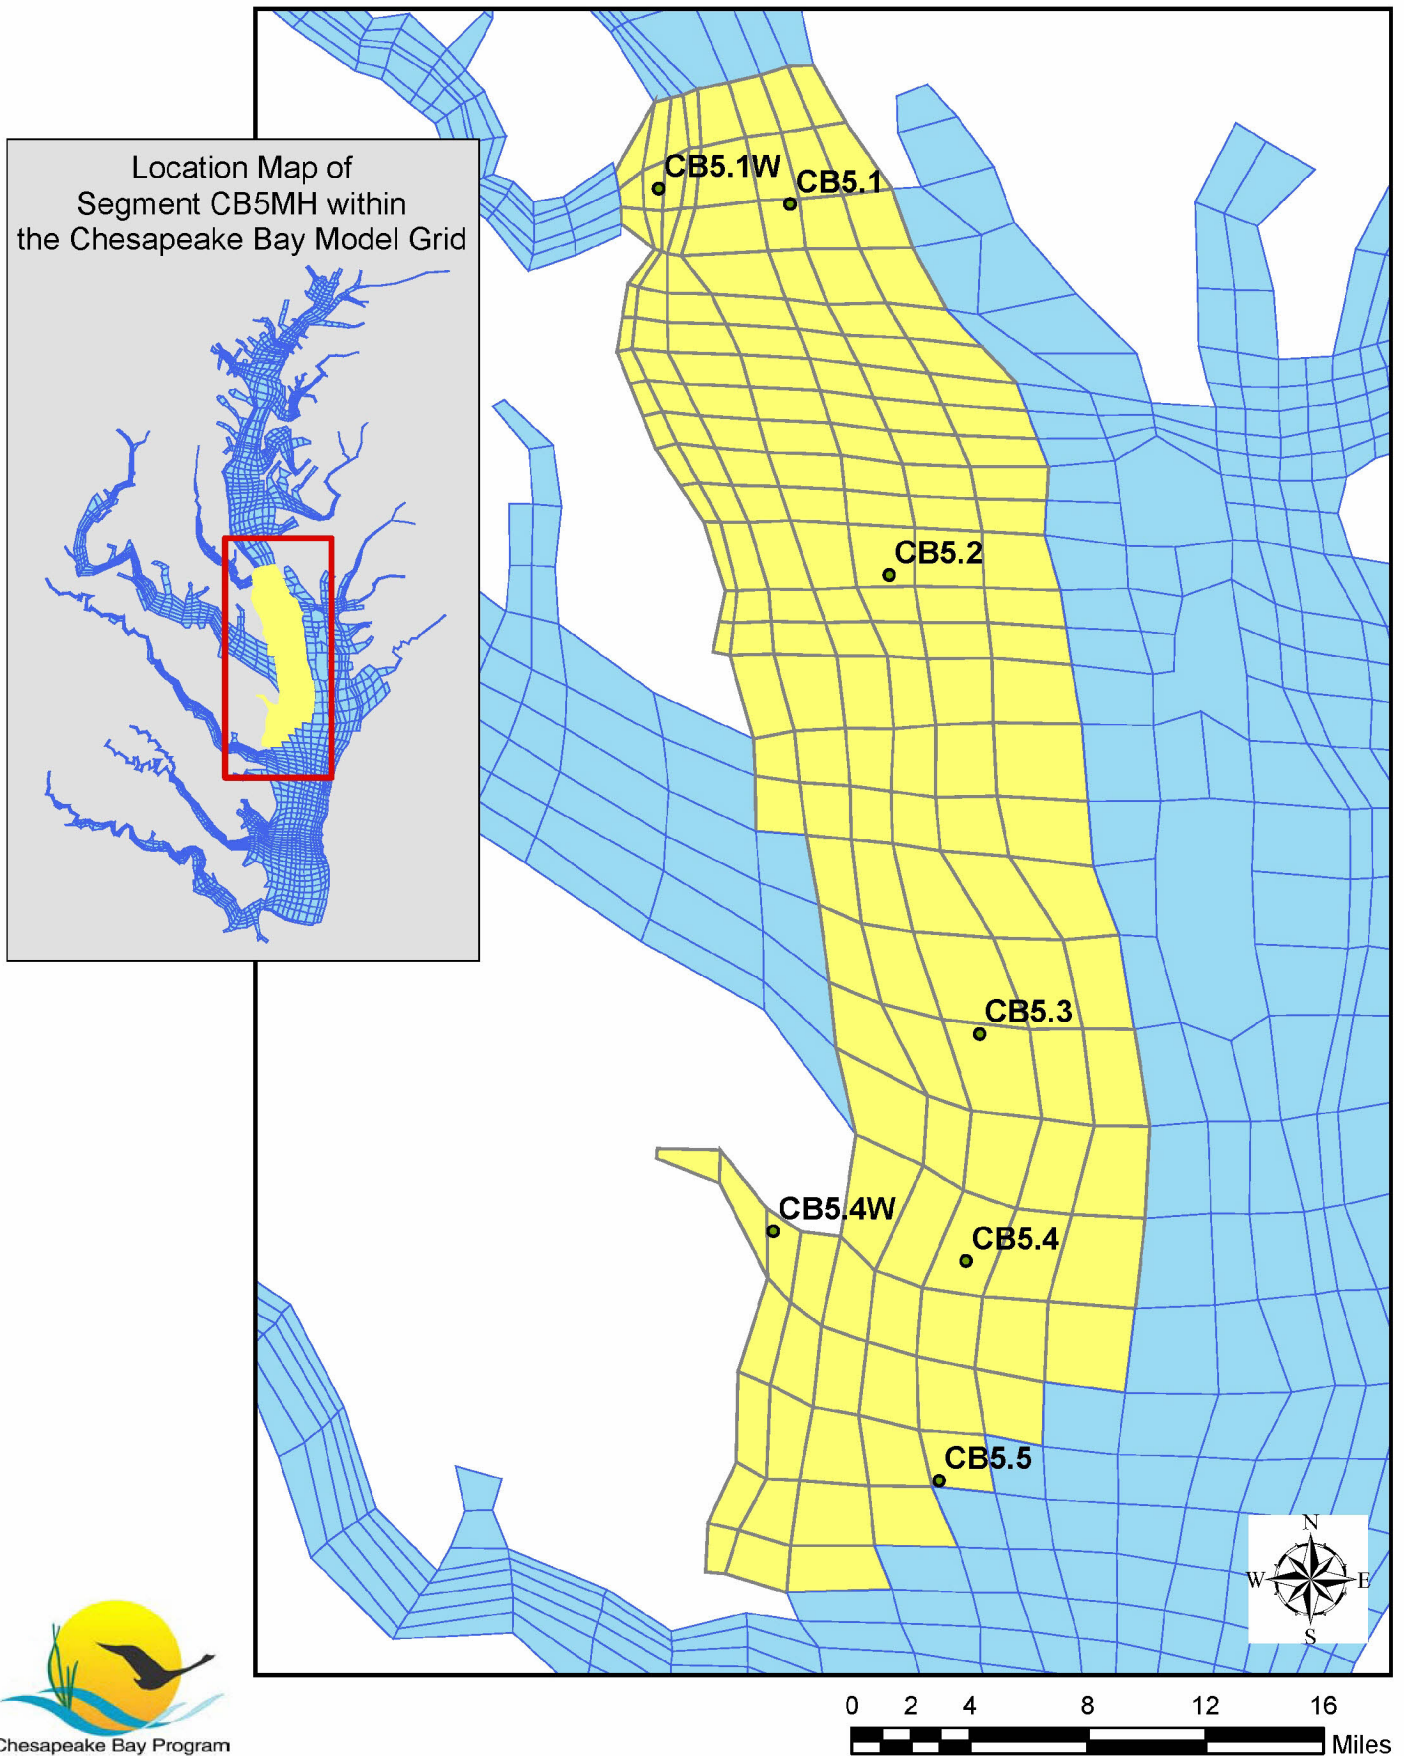 Location Map of
Segment CB5MH within
the Chesapeake Bay Model Grid
CB5.1W
CB5.1
CB5.2
CB5.3
CB5.4W
CB5.4
CB5.5
N
W E
S
0 2 4 8 12 16
Miles
Chesapeake Bay Program